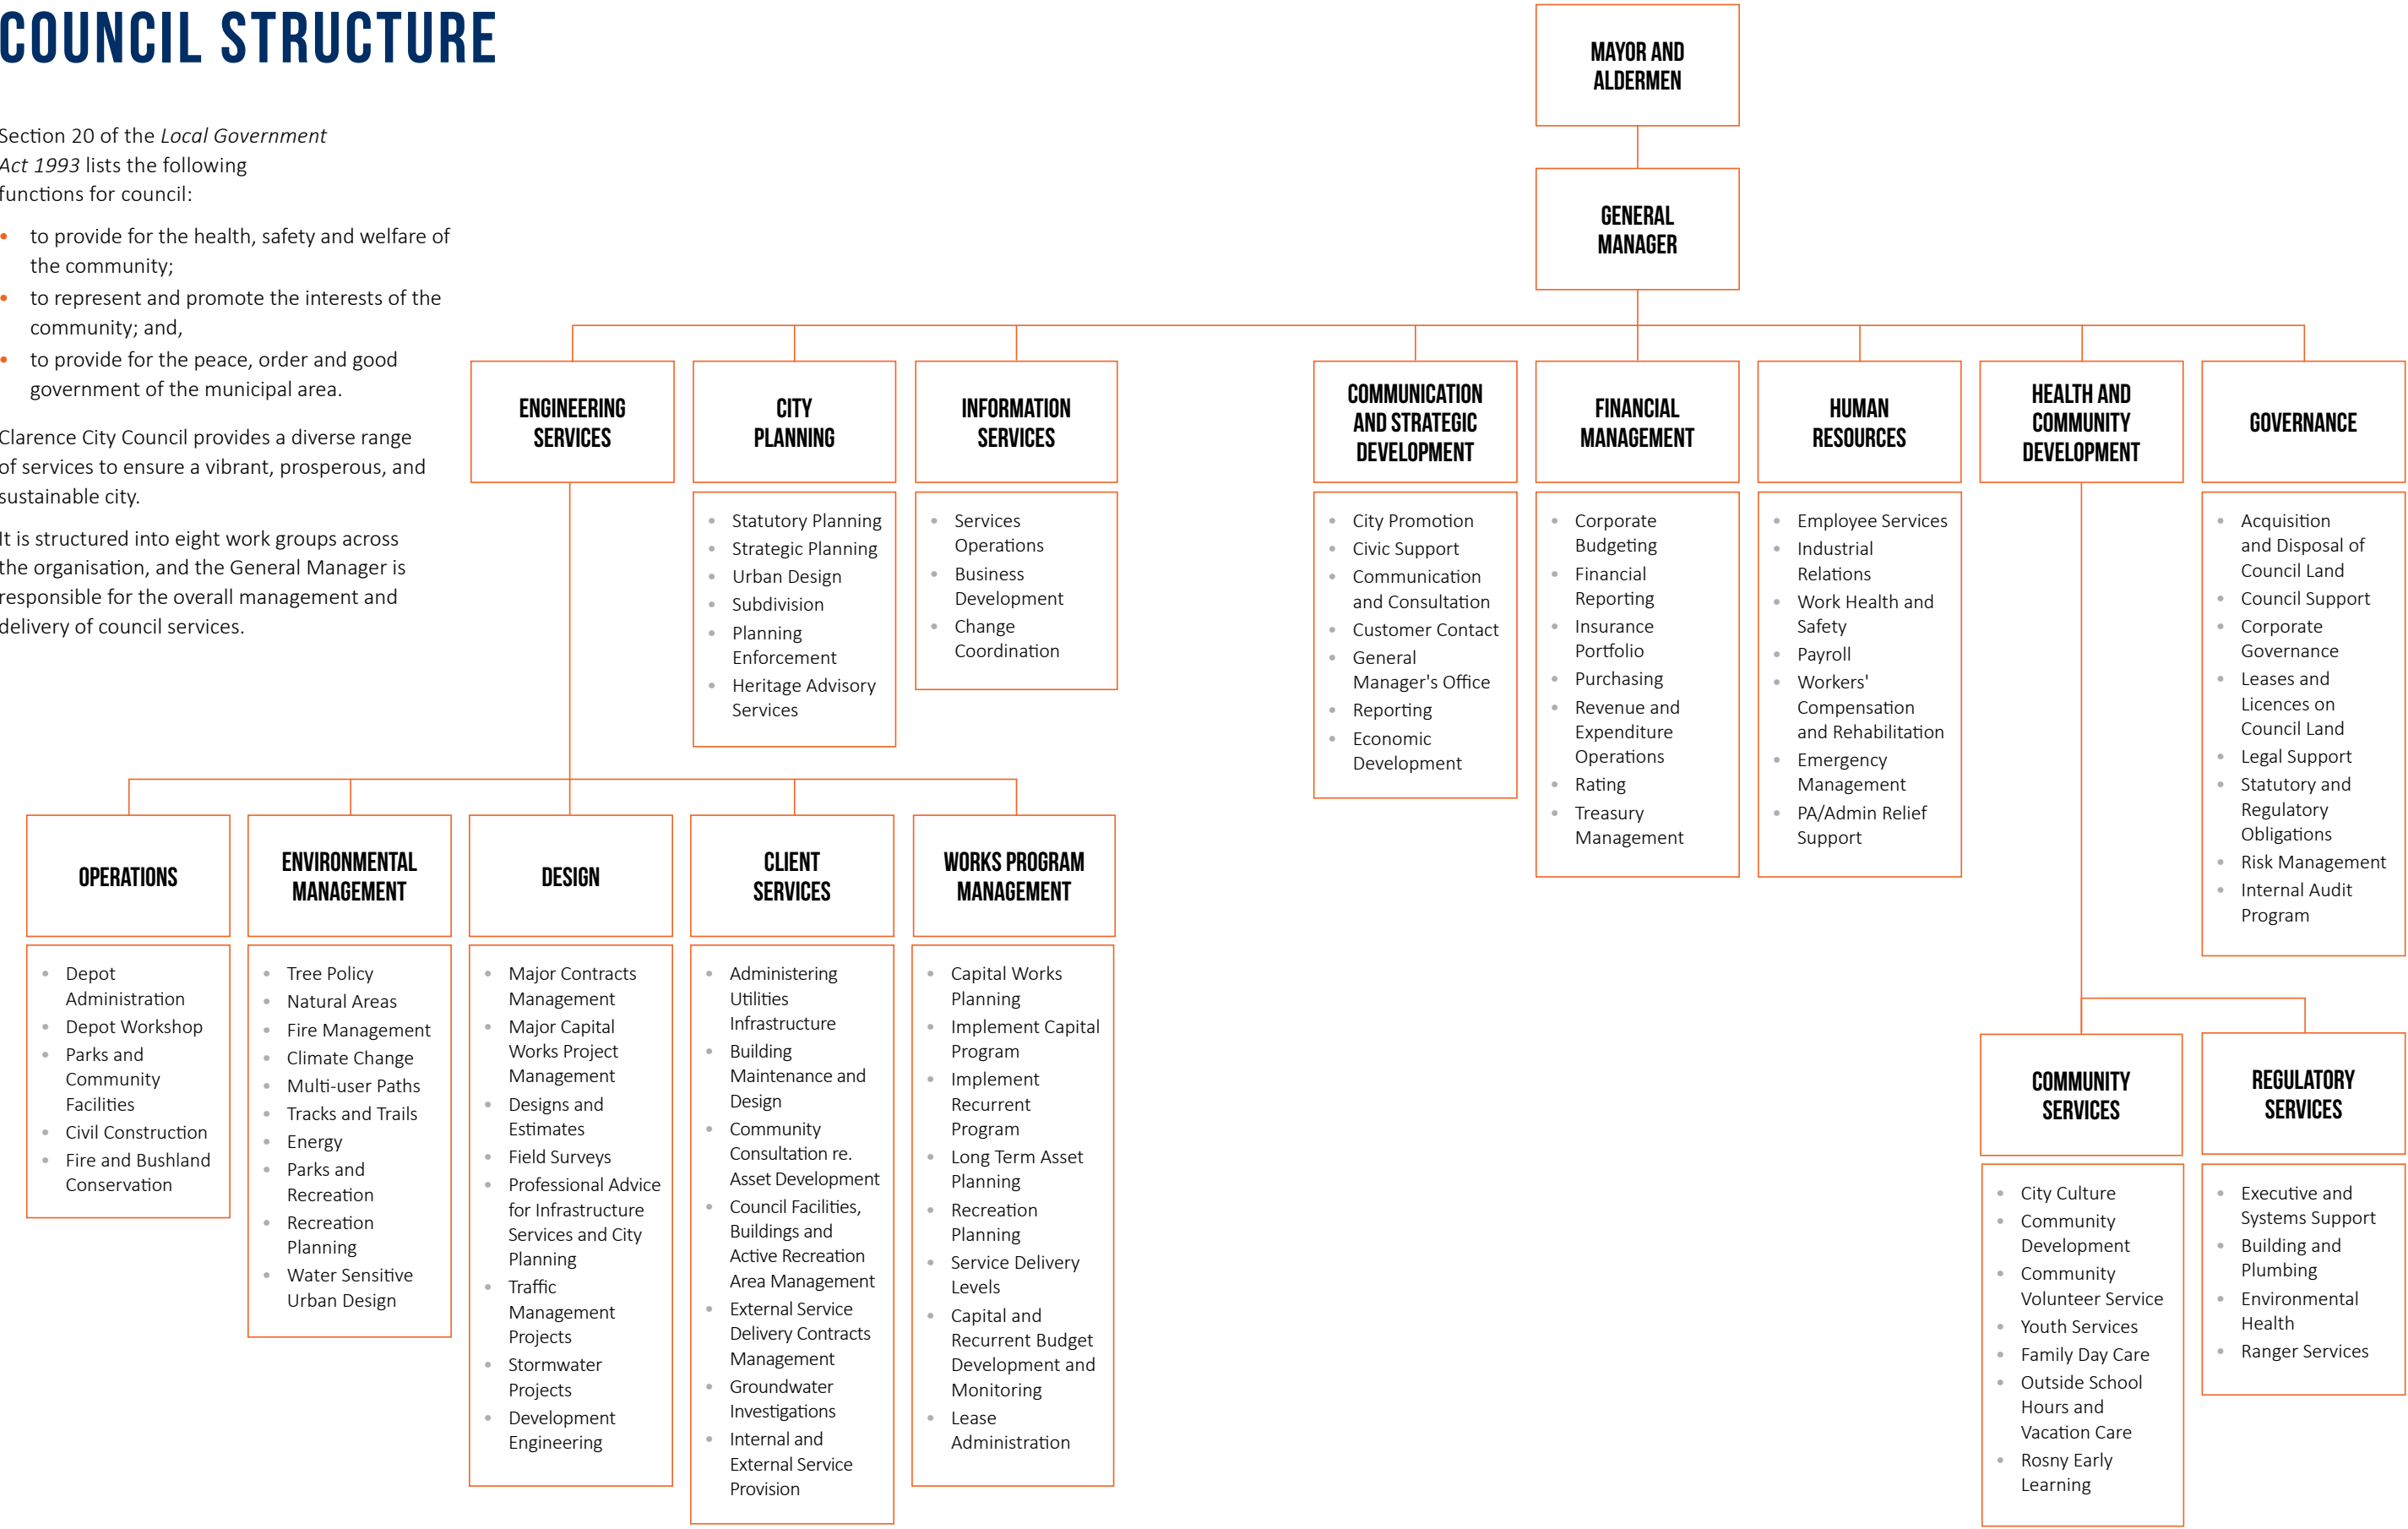 COUNCIL STRUCTURE
Section 20 of the Local Government
Act 1993 lists the following
functions for council:
• to provide for the health, safety and welfare of
the community;
• to represent and promote the interests of the
community; and,
• to provide for the peace, order and good
government of the municipal area.
Clarence City Council provides a diverse range
of services to ensure a vibrant, prosperous, and
sustainable city.
It is structured into eight work groups across
the organisation, and the General Manager is
responsible for the overall management and
delivery of council services.
MAYOR AND
ALDERMEN
GENERAL
MANAGER
ENGINEERING
SERVICES
CITY
PLANNING
• Statutory Planning
• Strategic Planning
• Urban Design
• Subdivision
• Planning
Enforcement
• Heritage Advisory
Services
INFORMATION
SERVICES
• Services
Operations
• Business
Development
• Change
Coordination
COMMUNICATION
AND STRATEGIC
DEVELOPMENT
• City Promotion
• Civic Support
• Communication
and Consultation
• Customer Contact
• General
Manager's Office
• Reporting
• Economic
Development
FINANCIAL
MANAGEMENT
• Corporate
Budgeting
• Financial
Reporting
• Insurance
Portfolio
• Purchasing
• Revenue and
Expenditure
Operations
• Rating
• Treasury
Management
HUMAN
RESOURCES
• Employee Services
• Industrial
Relations
• Work Health and
Safety
• Payroll
• Workers'
Compensation
and Rehabilitation
• Emergency
Management
• PA/Admin Relief
Support
HEALTH AND
COMMUNITY
DEVELOPMENT
GOVERNANCE
• Acquisition
and Disposal of
Council Land
• Council Support
• Corporate
Governance
• Leases and
Licences on
Council Land
• Legal Support
• Statutory and
Regulatory
Obligations
• Risk Management
• Internal Audit
Program
OPERATIONS
• Depot
Administration
• Depot Workshop
• Parks and
Community
Facilities
• Civil Construction
• Fire and Bushland
Conservation
ENVIRONMENTAL
MANAGEMENT
• Tree Policy
• Natural Areas
• Fire Management
• Climate Change
• Multi-user Paths
• Tracks and Trails
• Energy
• Parks and
Recreation
• Recreation
Planning
• Water Sensitive
Urban Design
DESIGN
• Major Contracts
Management
• Major Capital
Works Project
Management
• Designs and
Estimates
• Field Surveys
• Professional Advice
for Infrastructure
Services and City
Planning
• Traffic
Management
Projects
• Stormwater
Projects
• Development
Engineering
CLIENT
SERVICES
• Administering
Utilities
Infrastructure
• Building
Maintenance and
Design
• Community
Consultation re.
Asset Development
• Council Facilities,
Buildings and
Active Recreation
Area Management
• External Service
Delivery Contracts
Management
• Groundwater
Investigations
• Internal and
External Service
Provision
WORKS PROGRAM
MANAGEMENT
• Capital Works
Planning
• Implement Capital
Program
• Implement
Recurrent
Program
• Long Term Asset
Planning
• Recreation
Planning
• Service Delivery
Levels
• Capital and
Recurrent Budget
Development and
Monitoring
• Lease
Administration
COMMUNITY
SERVICES
• City Culture
• Community
Development
• Community
Volunteer Service
• Youth Services
• Family Day Care
• Outside School
Hours and
Vacation Care
• Rosny Early
Learning
REGULATORY
SERVICES
• Executive and
Systems Support
• Building and
Plumbing
• Environmental
Health
• Ranger Services